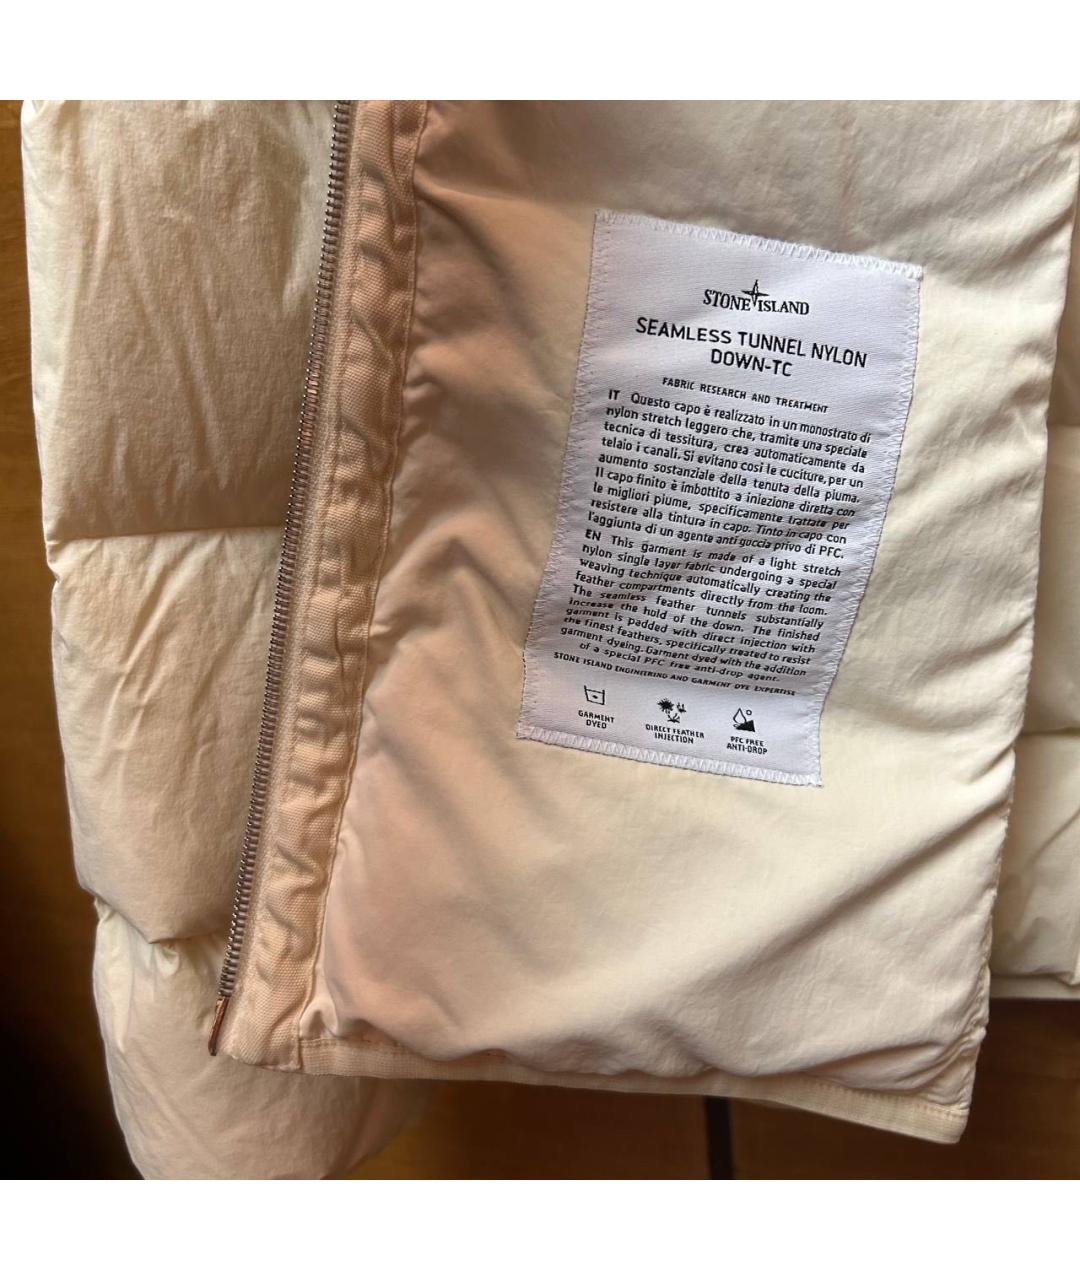 STONE ISLAND
SEAMLESS TUNNEL NYLON
DOWN-TC
FABRIC RESEARCH AND TREATMENT
IT Questo capo è realizzato in un monostrato di
nylon stretch leggero che, tramite una speciale
tecnica di tessitura, crea automaticamente da
telaio i canali. Si evitano così le cuciture, per un
aumento sostanziale della tenuta della piuma.
Il capo finito è imbottito a iniezione diretta con
le migliori piume, specificamente trattate per
resistere alla tintura in capo. Tinto in capo con
l'aggiunta di un agente anti goccia privo di PFC.
EN This garment is made of a light stretch
nylon single layer fabric undergoing a special
weaving technique automatically creating the
feather compartments directly from the loom.
The seamless feather tunnels substantially
increase the hold of the down. The finished
garment is padded with direct injection with
the finest feathers, specifically treated to resist
garment dyeing. Garment dyed with the addition
of a special PFC free anti-drop agent.
STONE ISLAND ENGINEERING AND GARMENT DYE EXPERTISE
GARMENT
DYED
DIRECT FEATHER
INJECTION
PFC FREE
ANTI-DROP